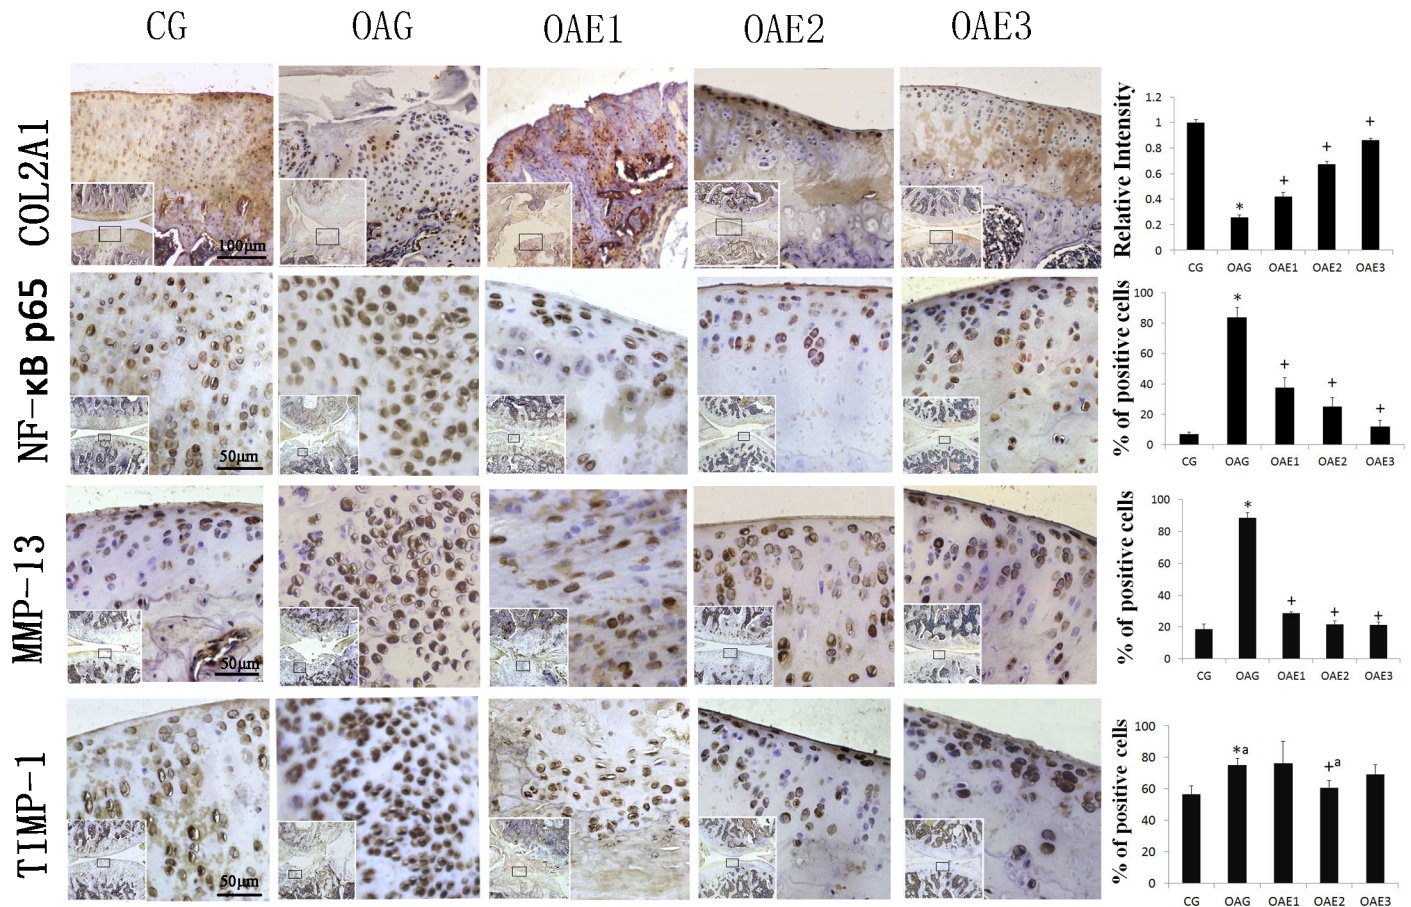 CG OAG OAE1 OAE2 OAE3
COL2A1
100μm
Relative Intensity
1.2
1
0.8
0.6
0.4
0.2
0
*
+
+
+
CG OAG OAE1 OAE2 OAE3
NF-κB p65
50μm
% of positive cells
100
80
60
40
20
0
*
+
+
+
CG OAG OAE1 OAE2 OAE3
MMP-13
50μm
% of positive cells
100
80
60
40
20
0
*
+
+
+
CG OAG OAE1 OAE2 OAE3
TIMP-1
50μm
% of positive cells
100
80
60
40
20
0
*a
+a
CG OAG OAE1 OAE2 OAE3